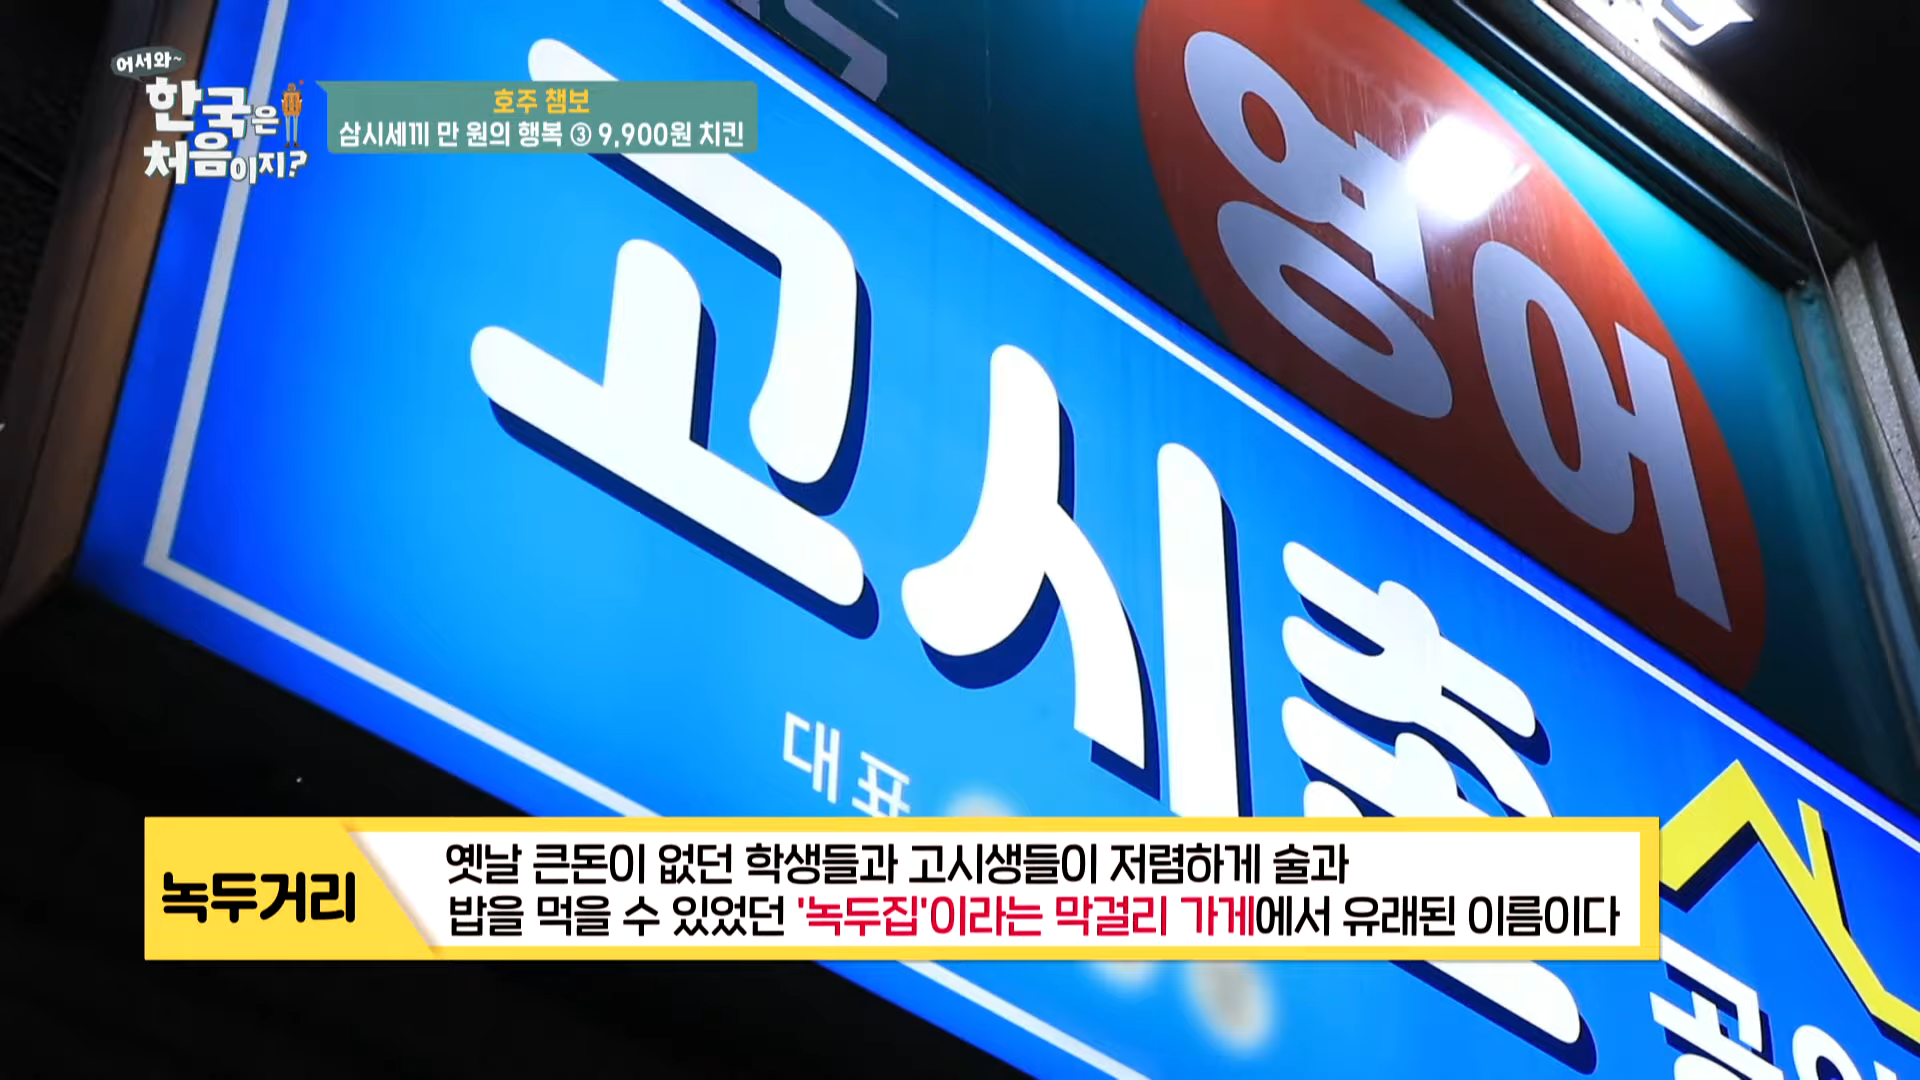 어서와~
한국은
처음이지?
호주 챔보
삼시세끼 만 원의 행복 ③ 9,900원 치킨
영어
고시촌
대표
녹두거리
옛날 큰돈이 없던 학생들과 고시생들이 저렴하게 술과
밥을 먹을 수 있었던 '녹두집'이라는 막걸리 가게에서 유래된 이름이다